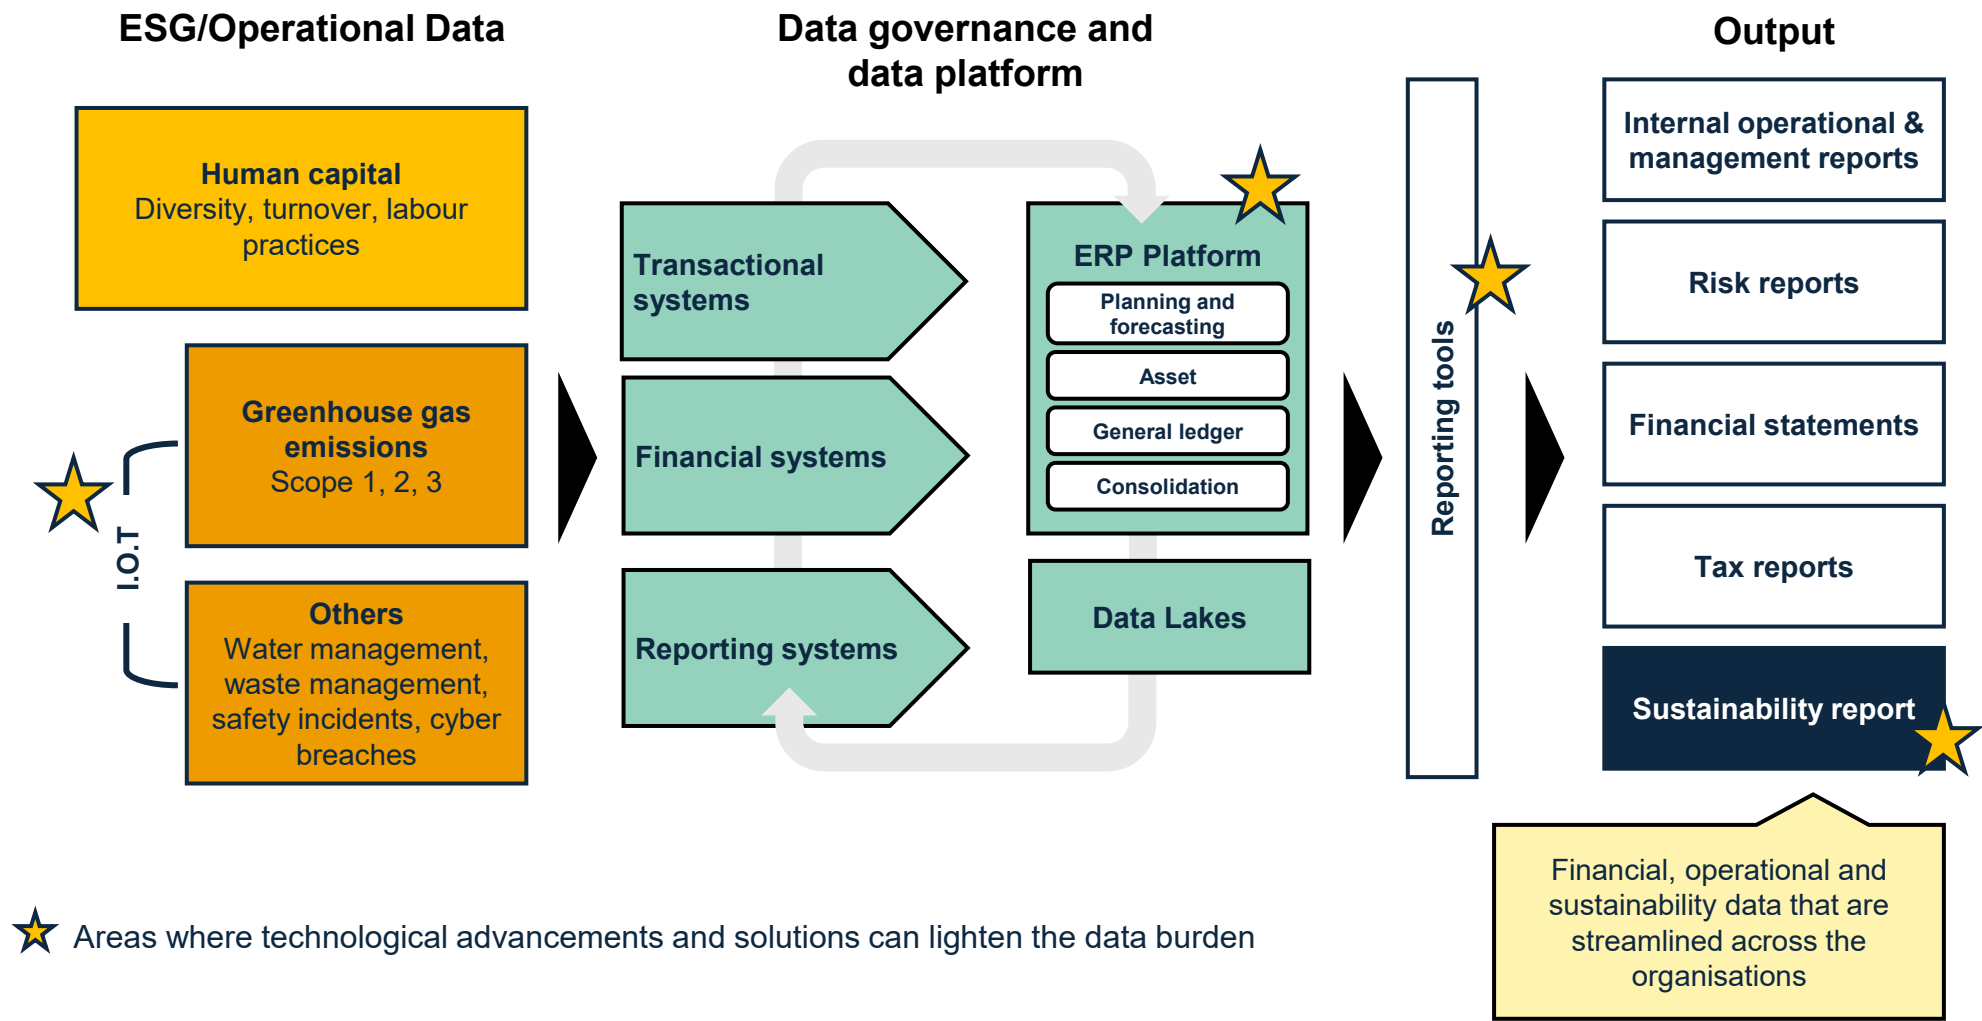 ESG/Operational Data
Data governance and
data platform
Output
Human capital
Diversity, turnover, labour
practices
Greenhouse gas
emissions
Scope 1, 2, 3
I.O.T
Others
Water management,
waste management,
safety incidents, cyber
breaches
Transactional
systems
Financial systems
Reporting systems
ERP Platform
Planning and
forecasting
Asset
General ledger
Consolidation
Data Lakes
Reporting tools
Internal operational &
management reports
Risk reports
Financial statements
Tax reports
Sustainability report
Financial, operational and
sustainability data that are
streamlined across the
organisations
Areas where technological advancements and solutions can lighten the data burden